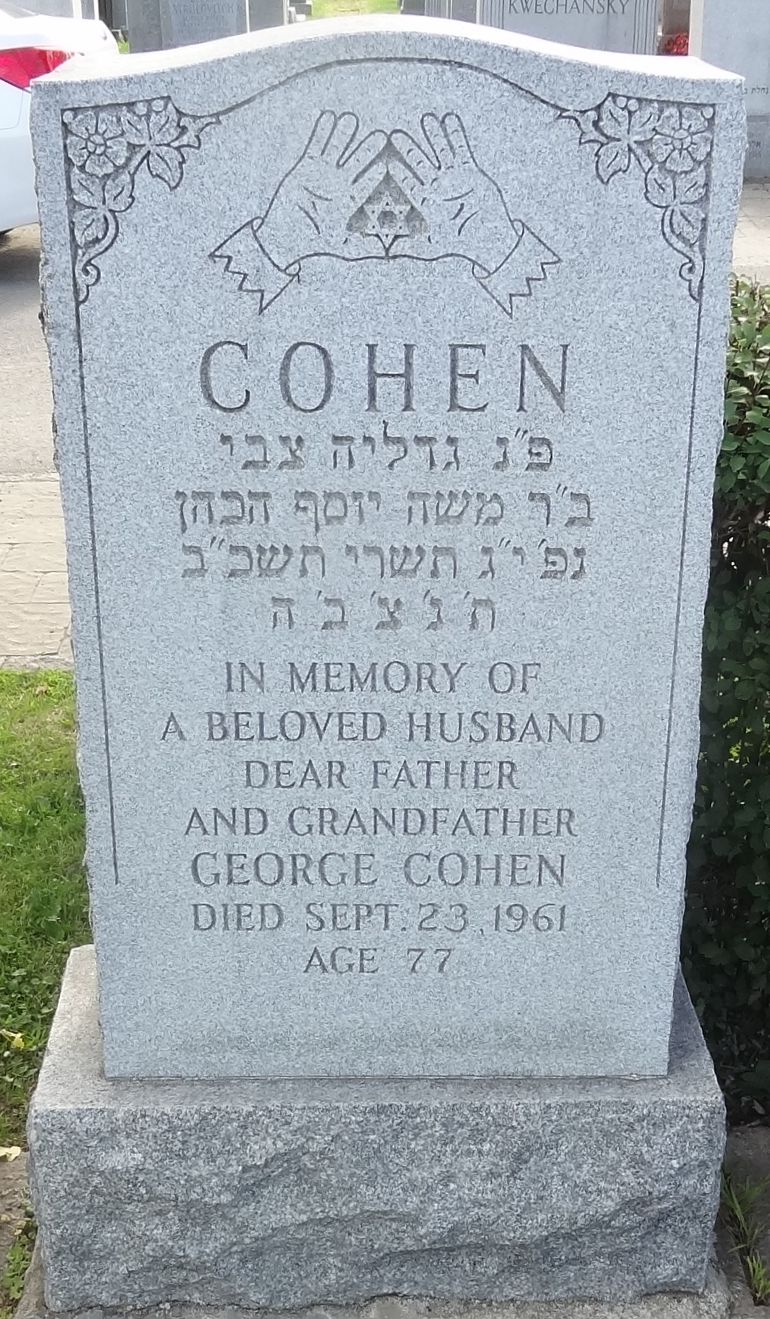 KWECHANSKY
COHEN
פ"נ גדליה צבי
ב"ר משה יוסף הכהן
נפ' י"ג תשרי תשכ"ב
ת' נ' צ' ב' ה
IN MEMORY OF
A BELOVED HUSBAND
DEAR FATHER
AND GRANDFATHER
GEORGE COHEN
DIED SEPT. 23, 1961
AGE 77